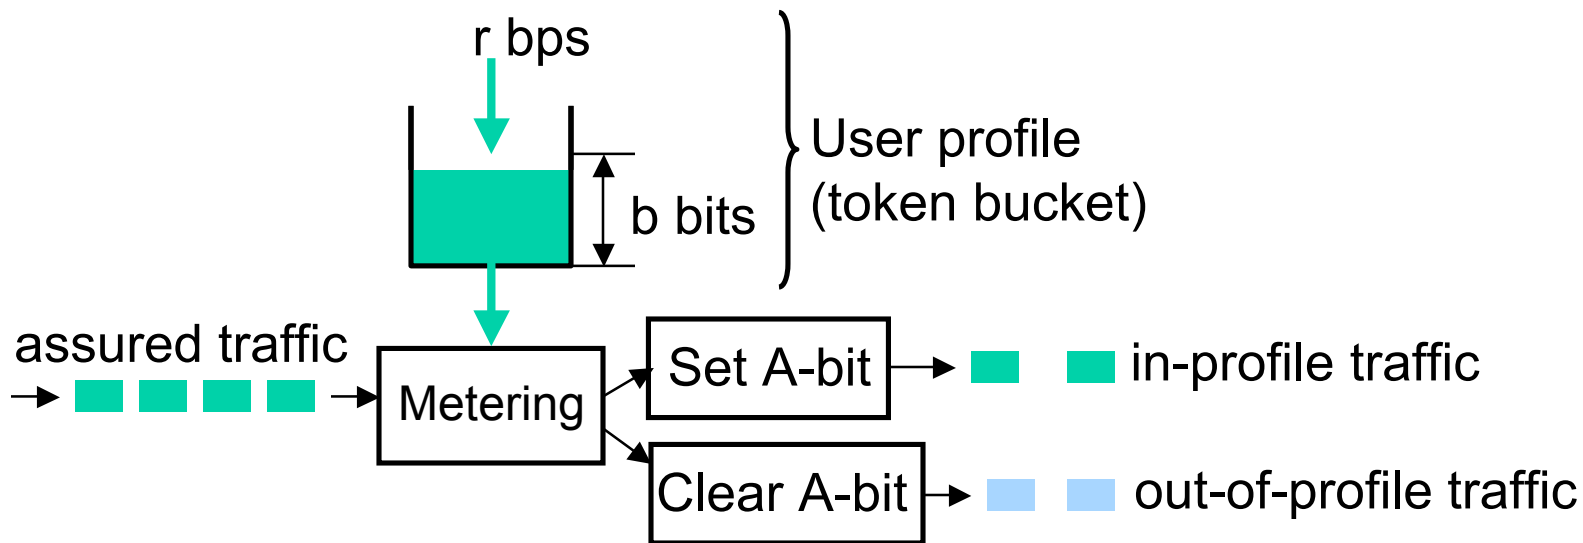 r bps
User profile
(token bucket)
b bits
assured traffic
Metering
Set A-bit
in-profile traffic
Clear A-bit
out-of-profile traffic